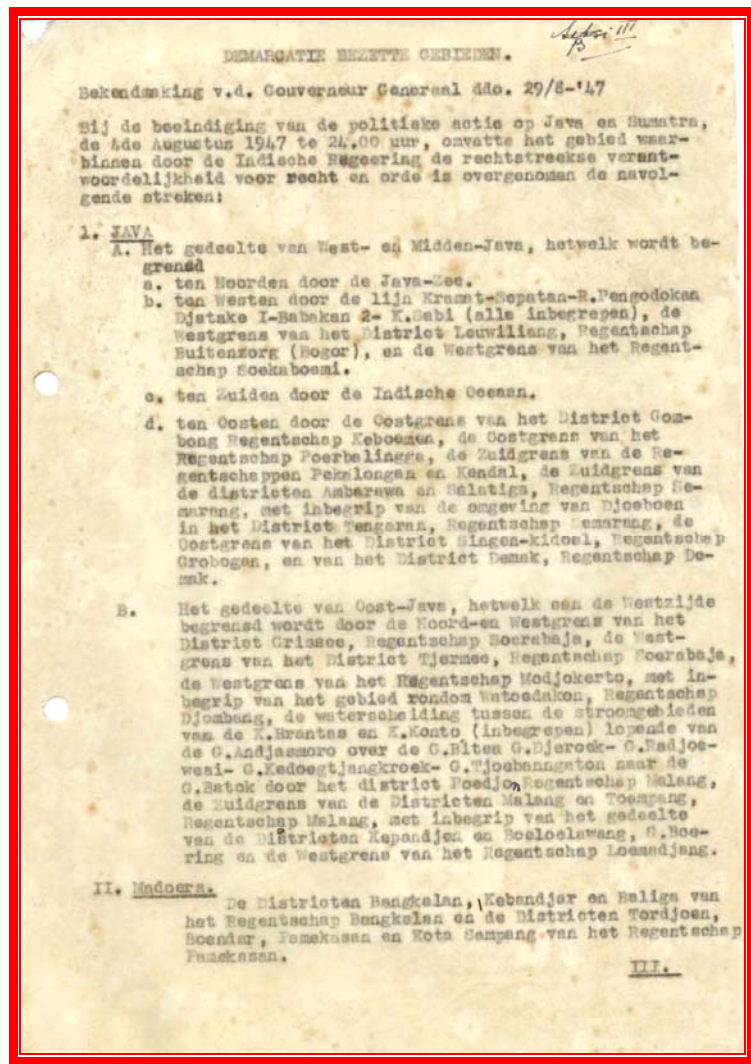 III
B
DEMARCATIE BEZETTE GEBIEDEN.
Bekendmaking v.d. Gouverneur Generaal ddo. 29/8-'47
Bij de beeindiging van de politieke actie op Java en Sumatra,
de 4de Augustus 1947 te 24.00 uur, omvatte het gebied waar-
binnen door de Indische Regeering de rechtstreekse verant-
woordelijkheid voor recht en orde is overgenomen de navol-
gende streken:
1. JAVA
A. Het gedeelte van West- en Midden-Java, hetwelk wordt be-
grensd
a. ten Noorden door de Java-Zee.
b. ten Westen door de lijn Kramat-Sepatan-R.Pengodokan
Djatake I-Babakan 2- K.Sabi (alle inbegrepen), de
Westgrens van het District Leuwiliang, Regentschap
Buitenzorg (Bogor), en de Westgrens van het Regent-
schap Soekaboemi.
c. ten Zuiden door de Indische Oceaan.
d. ten Oosten door de Oostgrens van het District Gom-
bong Regentschap Keboemen, de Oostgrens van het
Regentschap Poerbalingga, de Zuidgrens van de Re-
gentschappen Pekalongan en Kendal, de Zuidgrens van
de districten Ambarawa en Salatiga, Regentschap Se-
marang, met inbegrip van de omgeving van Djoeboen
in het District Tengaran, Regentschap Semarang, de
Oostgrens van het District Singen-kidoel, Regentschap
Grobogan, en van het District Demak, Regentschap De-
mak.
B. Het gedeelte van Oost-Java, hetwelk aan de Westzijde
begrensd wordt door de Noord-en Westgrens van het
District Grissee, Regentschap Soerabaja, de West-
grens van het District Tjermee, Regentschap Soerabaja,
de Westgrens van het Regentschap Modjokerto, met in-
begrip van het gebied rondom Watoedakon, Regentschap
Djombang, de waterscheiding tussen de stroomgebieden
van de K.Brantas en K.Konto (inbegrepen) lopende van
de G.Andjasmoro over de G.Blten G.Djeroek- G.Radjoe-
wesi- G.Kedoegtjangkroek- G.Tjoebanngaton naar de
G.Batok door het district Poedjon Regentschap Malang,
de Zuidgrens van de Districten Malang en Toempang,
Regentschap Malang, met inbegrip van het gedeelte
van de Districten Kepandjen en Boeloelawang, G.Boe-
ring en de Westgrens van het Regentschap Loemadjang.
II. Madoera.
De Districten Bangkalan, Kebandjar en Baliga van
het Regentschap Bangkalan en de Districten Tordjoen,
Boender, Pamekasan en Kota Sampang van het Regentschap
Pamekasan.
III.